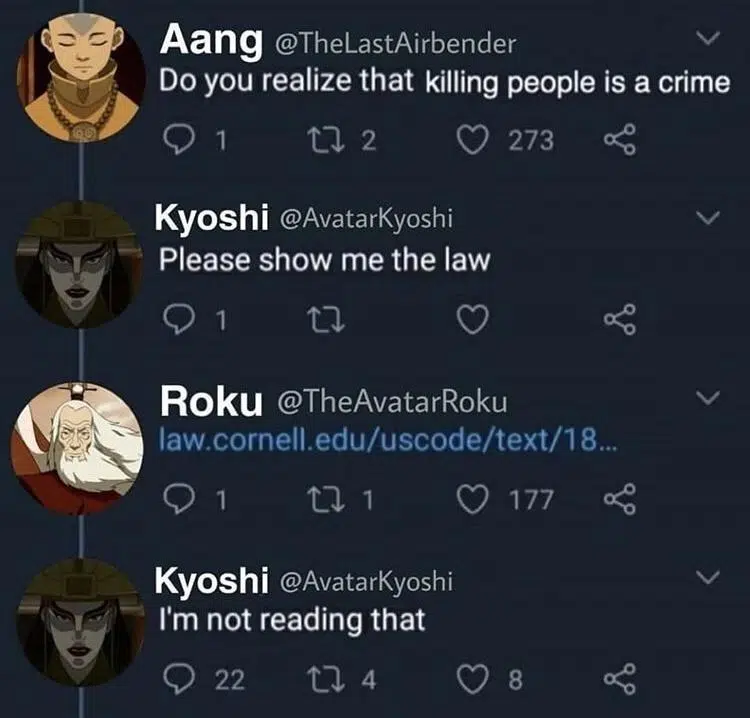 Aang @TheLastAirbender
Do you realize that killing people is a crime
1 2 273
Kyoshi @AvatarKyoshi
Please show me the law
1
Roku @TheAvatarRoku
law.cornell.edu/uscode/text/18...
1 1 177
Kyoshi @AvatarKyoshi
I'm not reading that
22 4 8